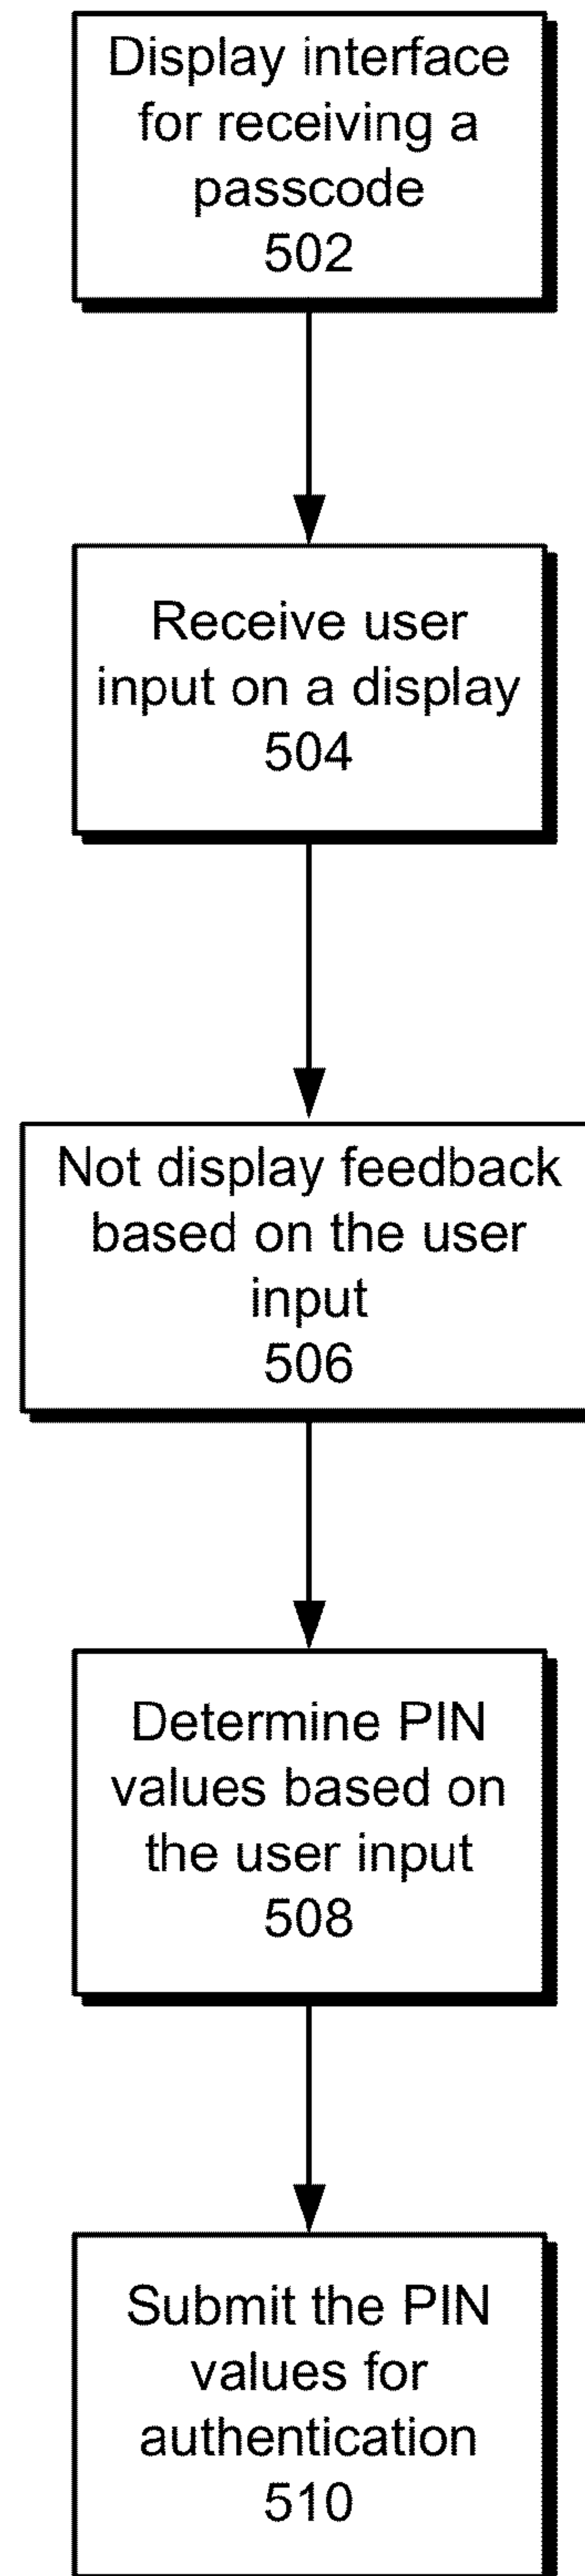 Display interface
for receiving a
passcode
502
Receive user
input on a display
504
Not display feedback
based on the user
input
506
Determine PIN
values based on
the user input
508
Submit the PIN
values for
authentication
510